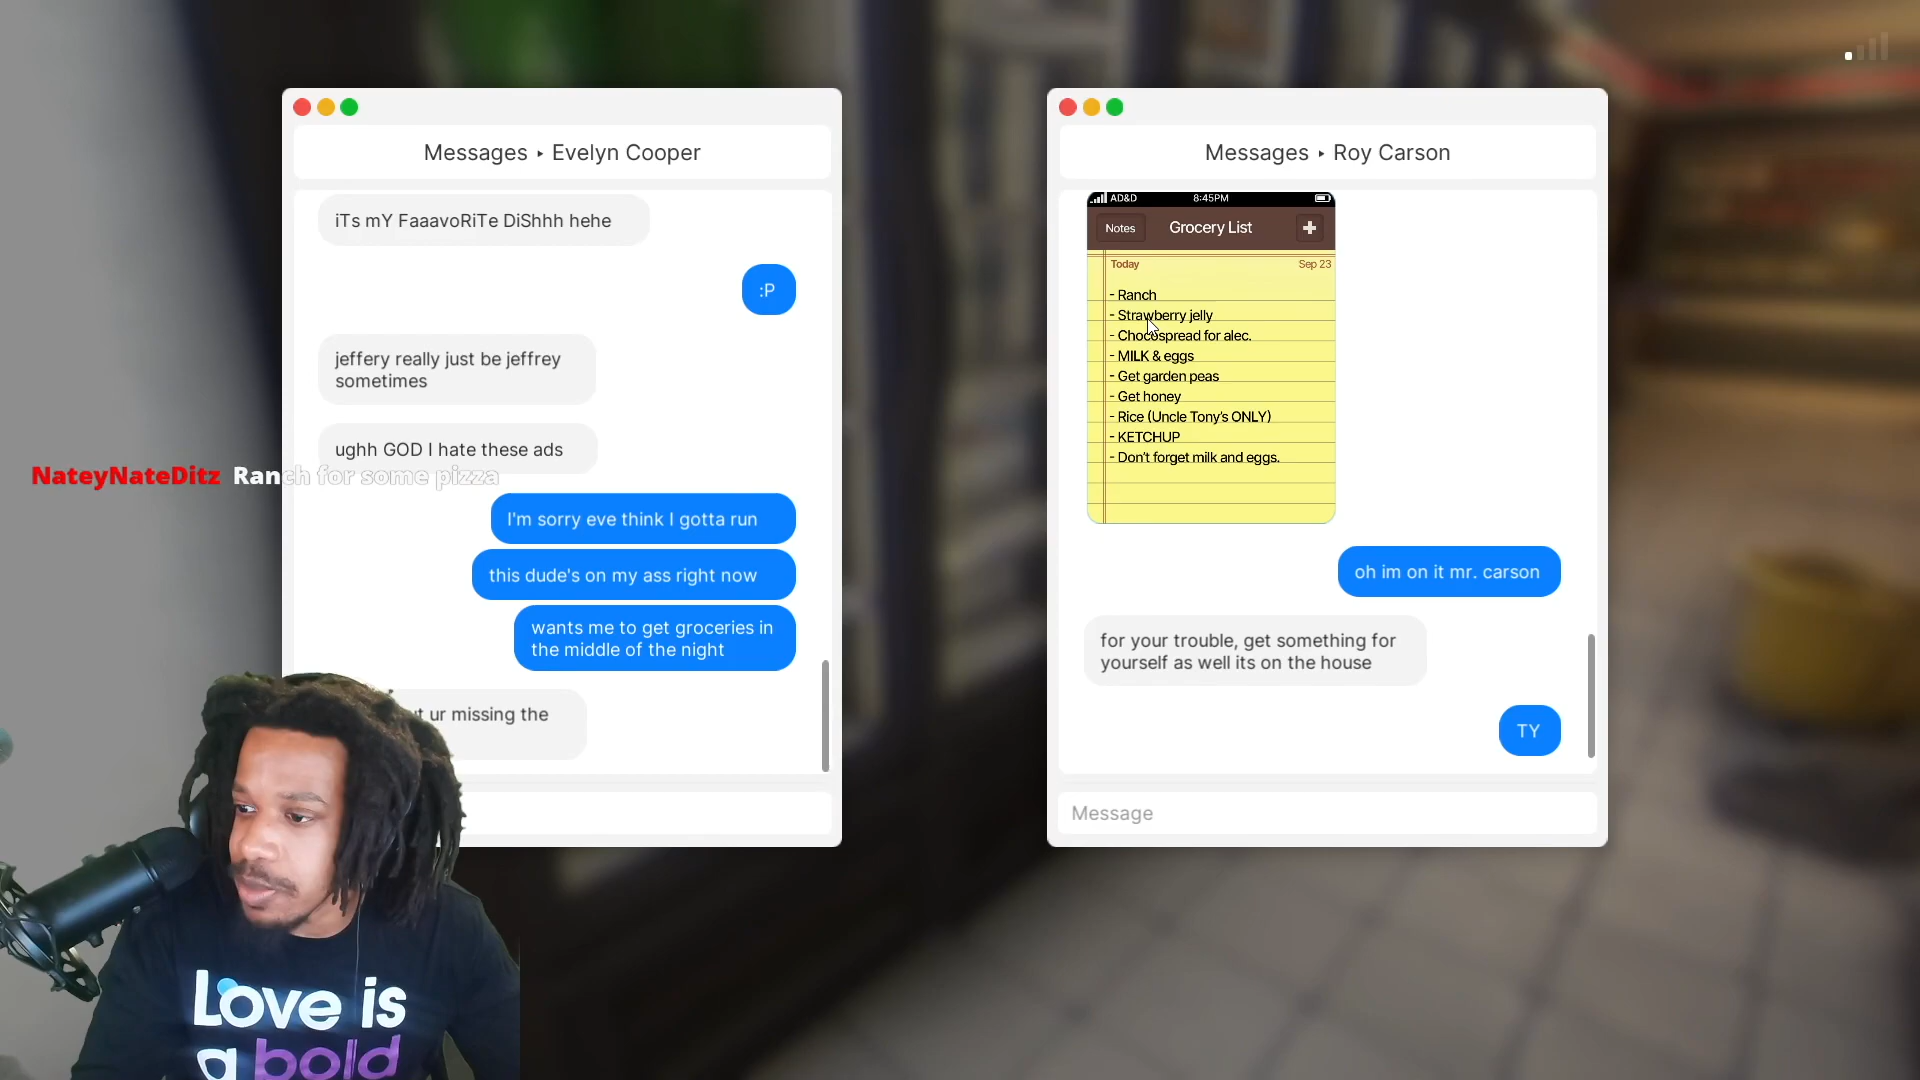 Messages ▸ Evelyn Cooper
iTs mY FaaavoRiTe DiShhh hehe
:P
jeffery really just be jeffrey
sometimes
ughh GOD I hate these ads
NateyNateDitz Ranch for some pizza
I'm sorry eve think I gotta run
this dude's on my ass right now
wants me to get groceries in
the middle of the night
ur missing the
Messages ▸ Roy Carson
AD&D 8:45PM
Notes Grocery List
Today Sep 23
- Ranch
- Strawberry jelly
- Chocospread for alec.
- MILK & eggs
- Get garden peas
- Get honey
- Rice (Uncle Tony's ONLY)
- KETCHUP
- Don't forget milk and eggs.
oh im on it mr. carson
for your trouble, get something for
yourself as well its on the house
TY
Message
Love is
a bold